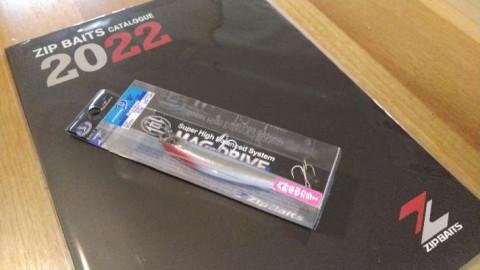 ZIP BAITS CATALOGUE
2022
Super High Balanced System
MAG DRIVE
ZipBaits
ZIPBAITS